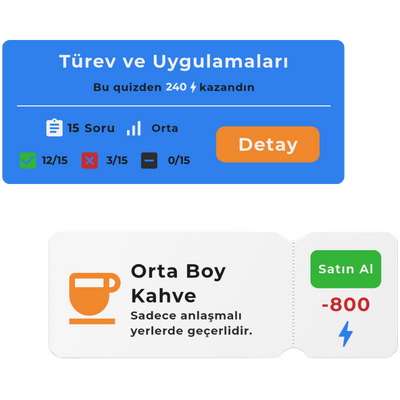 Türev ve Uygulamaları
Bu quizden 240 kazandın
15 Soru Orta
Detay
12/15 3/15 0/15
Orta Boy
Kahve
Sadece anlaşmalı
yerlerde geçerlidir.
Satın Al
-800